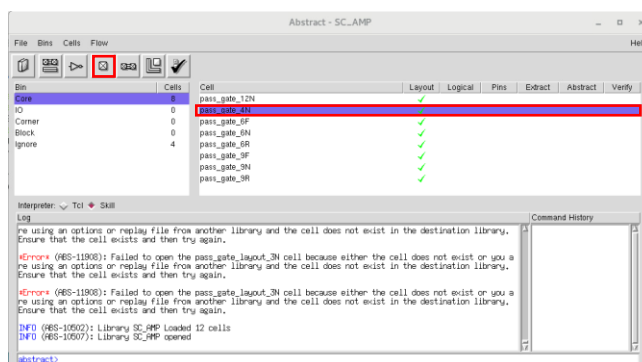 Abstract - SC_AMP
File Bins Cells Flow
Bin Cells
Core 8
IO 0
Corner 0
Block 0
Ignore 4
Cell Layout Logical Pins Extract Abstract Verify
pass_gate_12N
pass_gate_4N
pass_gate_6F
pass_gate_6N
pass_gate_6R
pass_gate_9F
pass_gate_9N
pass_gate_9R
Interpreter: Tcl Skill
Log
Command History
re using an options or replay file from another library and the cell does not exist in the destination library.
Ensure that the cell exists and then try again.
*Error* (ABS-11908): Failed to open the pass_gate_layout_3N cell because either the cell does not exist or you a
re using an options or replay file from another library and the cell does not exist in the destination library.
Ensure that the cell exists and then try again.
*Error* (ABS-11908): Failed to open the pass_gate_layout_3N cell because either the cell does not exist or you a
re using an options or replay file from another library and the cell does not exist in the destination library.
Ensure that the cell exists and then try again.
INFO (ABS-10502): Library SC_AMP Loaded 12 cells
INFO (ABS-10507): Library SC_AMP opened
abstract>